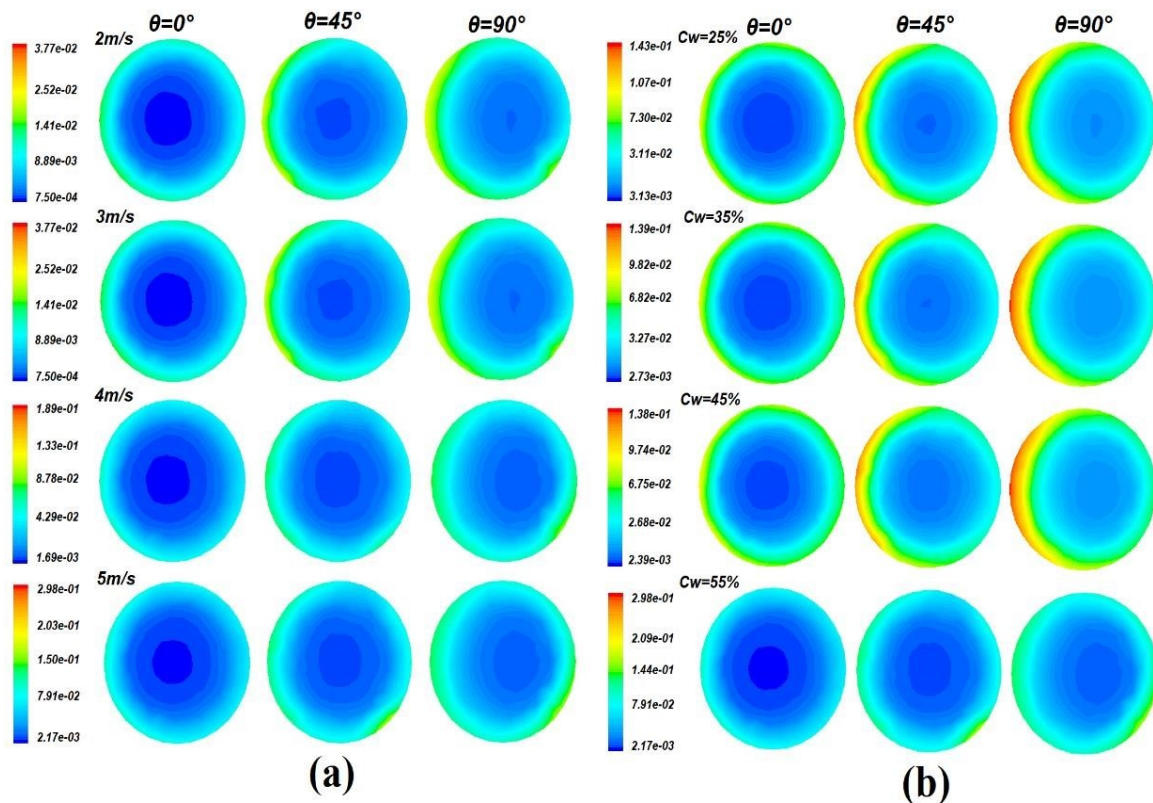 θ=0° θ=45° θ=90°
2m/s
3.77e-02
2.52e-02
1.41e-02
8.89e-03
7.50e-04
3m/s
3.77e-02
2.52e-02
1.41e-02
8.89e-03
7.50e-04
4m/s
1.89e-01
1.33e-01
8.78e-02
4.29e-02
1.69e-03
5m/s
2.98e-01
2.03e-01
1.50e-01
7.91e-02
2.17e-03
(a)
θ=0° θ=45° θ=90°
Cw=25%
1.43e-01
1.07e-01
7.30e-02
3.11e-02
3.13e-03
Cw=35%
1.39e-01
9.82e-02
6.82e-02
3.27e-02
2.73e-03
Cw=45%
1.38e-01
9.74e-02
6.75e-02
2.68e-02
2.39e-03
Cw=55%
2.98e-01
2.09e-01
1.44e-01
7.91e-02
2.17e-03
(b)